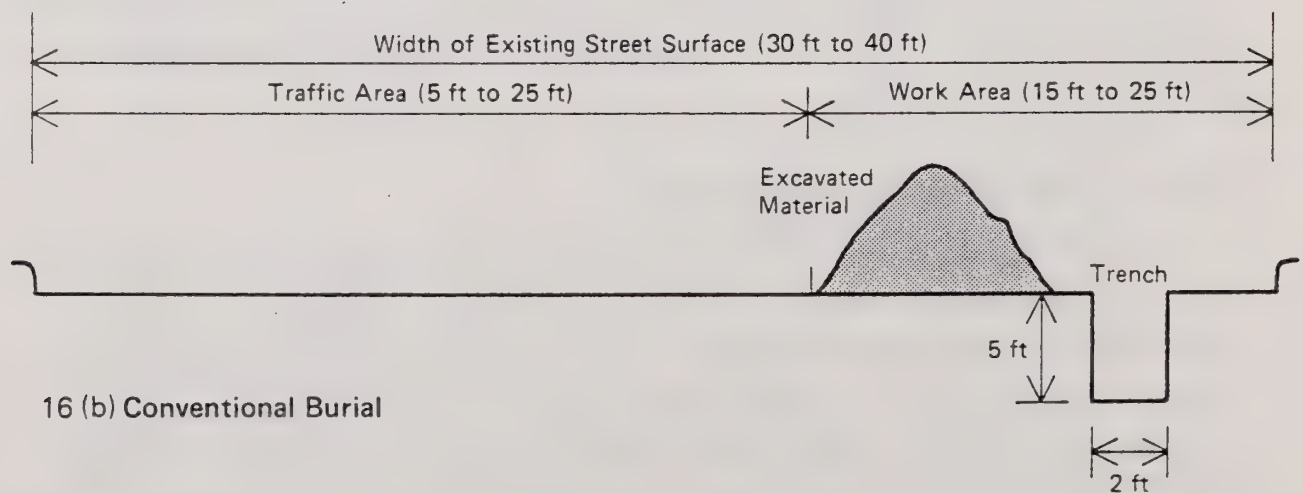 Width of Existing Street Surface (30 ft to 40 ft)
Traffic Area (5 ft to 25 ft)
Work Area (15 ft to 25 ft)
Excavated
Material
Trench
5 ft
16 (b) Conventional Burial
2 ft